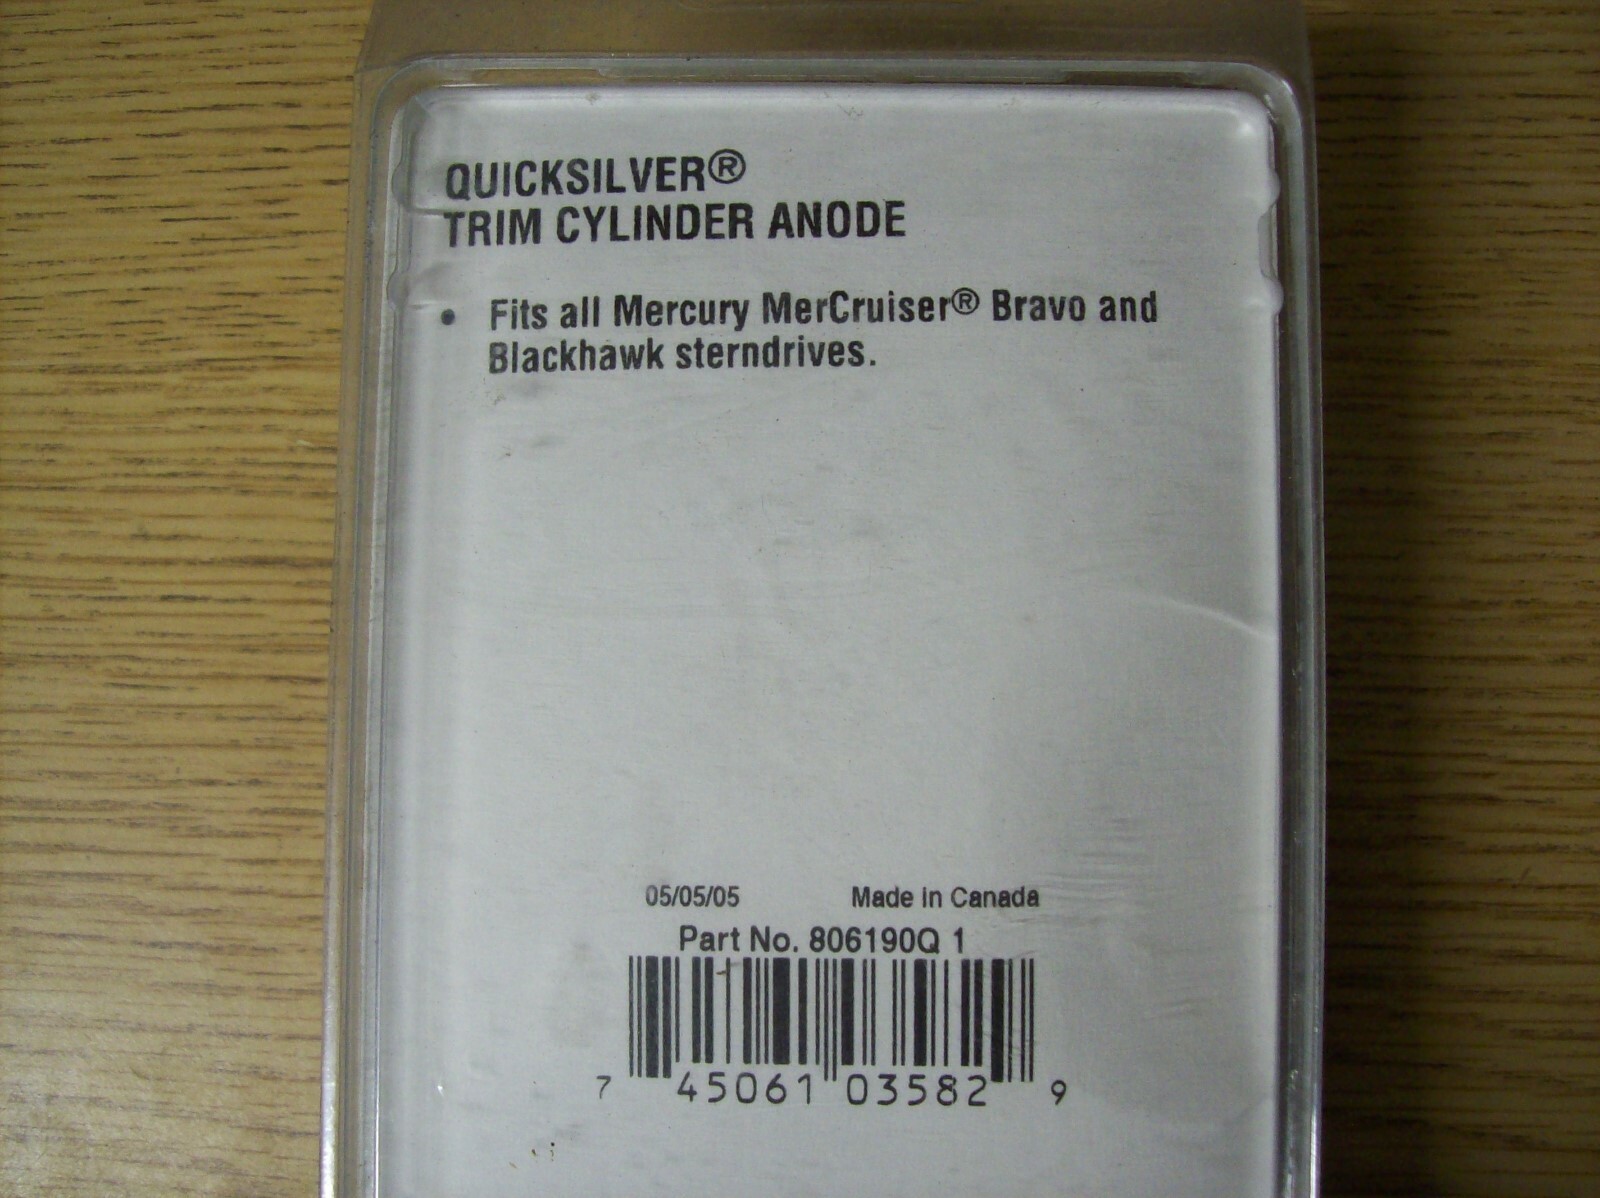 QUICKSILVER®
TRIM CYLINDER ANODE
• Fits all Mercury MerCruiser® Bravo and
Blackhawk sterndrives.
05/05/05 Made in Canada
Part No. 806190Q 1
7 45061 03582 9